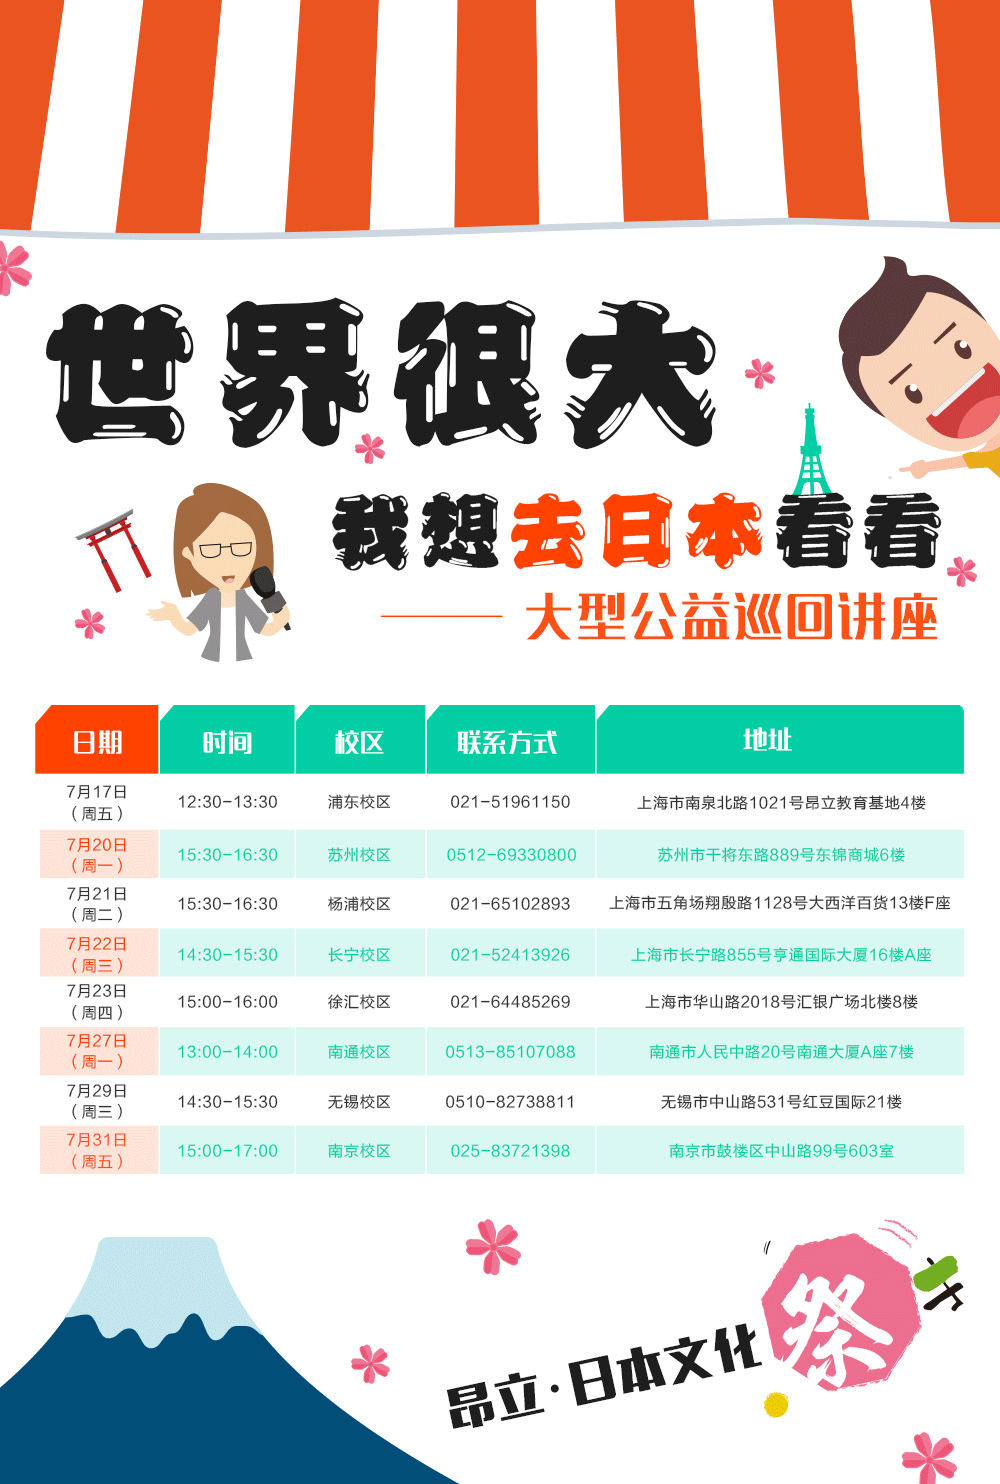 世界很大
我想去日本看看
大型公益巡回讲座
日期 时间 校区 联系方式 地址
7月17日（周五） 12:30-13:30 浦东校区 021-51961150 上海市南泉北路1021号昂立教育基地4楼
7月20日（周一） 15:30-16:30 苏州校区 0512-69330800 苏州市干将东路889号东锦商城6楼
7月21日（周二） 15:30-16:30 杨浦校区 021-65102893 上海市五角场翔殷路1128号大西洋百货13楼F座
7月22日（周三） 14:30-15:30 长宁校区 021-52413926 上海市长宁路855号亨通国际大厦16楼A座
7月23日（周四） 15:00-16:00 徐汇校区 021-64485269 上海市华山路2018号汇银广场北楼8楼
7月27日（周一） 13:00-14:00 南通校区 0513-85107088 南通市人民中路20号南通大厦A座7楼
7月29日（周三） 14:30-15:30 无锡校区 0510-82738811 无锡市中山路531号红豆国际21楼
7月31日（周五） 15:00-17:00 南京校区 025-83721398 南京市鼓楼区中山路99号603室
昂立·日本文化祭